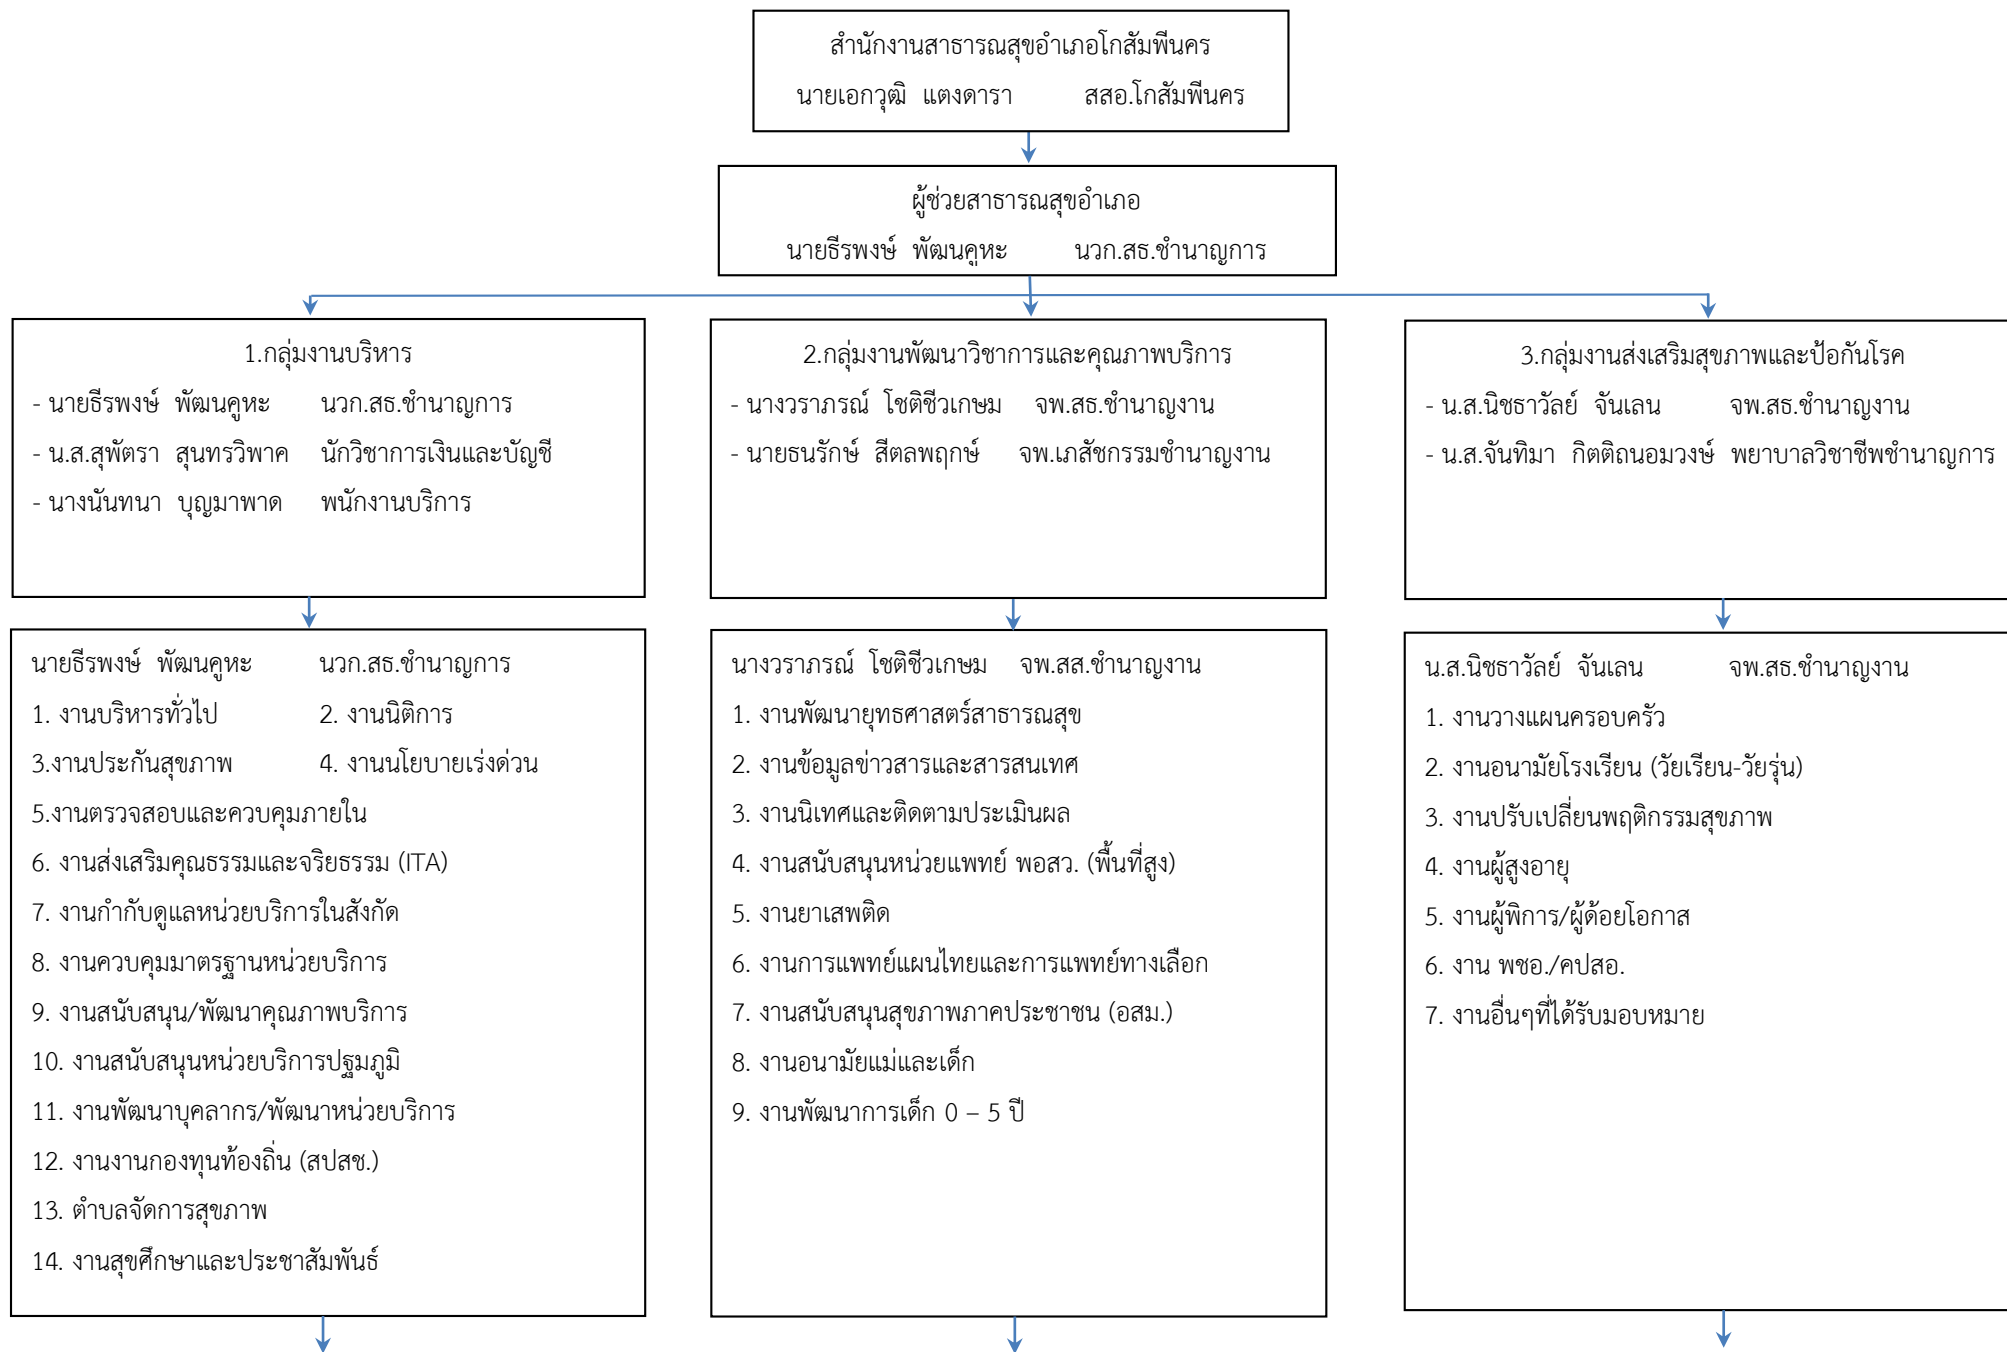 สำนักงานสาธารณสุขอำเภอโกสัมพีนคร
นายเอกวุฒิ แตงดารา สสอ.โกสัมพีนคร
ผู้ช่วยสาธารณสุขอำเภอ
นายธีรพงษ์ พัฒนคูหะ นวก.สธ.ชำนาญการ
1.กลุ่มงานบริหาร
- นายธีรพงษ์ พัฒนคูหะ นวก.สธ.ชำนาญการ
- น.ส.สุพัตรา สุนทรวิพาค นักวิชาการเงินและบัญชี
- นางนันทนา บุญมาพาด พนักงานบริการ
2.กลุ่มงานพัฒนาวิชาการและคุณภาพบริการ
- นางวราภรณ์ โชติชีวเกษม จพ.สธ.ชำนาญงาน
- นายธนรักษ์ สีตลพฤกษ์ จพ.เภสัชกรรมชำนาญงาน
3.กลุ่มงานส่งเสริมสุขภาพและป้อกันโรค
- น.ส.นิชธาวัลย์ จันเลน จพ.สธ.ชำนาญงาน
- น.ส.จันทิมา กิตติถนอมวงษ์ พยาบาลวิชาชีพชำนาญการ
นายธีรพงษ์ พัฒนคูหะ นวก.สธ.ชำนาญการ
1. งานบริหารทั่วไป 2. งานนิติการ
3.งานประกันสุขภาพ 4. งานนโยบายเร่งด่วน
5.งานตรวจสอบและควบคุมภายใน
6. งานส่งเสริมคุณธรรมและจริยธรรม (ITA)
7. งานกำกับดูแลหน่วยบริการในสังกัด
8. งานควบคุมมาตรฐานหน่วยบริการ
9. งานสนับสนุน/พัฒนาคุณภาพบริการ
10. งานสนับสนุนหน่วยบริการปฐมภูมิ
11. งานพัฒนาบุคลากร/พัฒนาหน่วยบริการ
12. งานงานกองทุนท้องถิ่น (สปสช.)
13. ตำบลจัดการสุขภาพ
14. งานสุขศึกษาและประชาสัมพันธ์
นางวราภรณ์ โชติชีวเกษม จพ.สส.ชำนาญงาน
1. งานพัฒนายุทธศาสตร์สาธารณสุข
2. งานข้อมูลข่าวสารและสารสนเทศ
3. งานนิเทศและติดตามประเมินผล
4. งานสนับสนุนหน่วยแพทย์ พอสว. (พื้นที่สูง)
5. งานยาเสพติด
6. งานการแพทย์แผนไทยและการแพทย์ทางเลือก
7. งานสนับสนุนสุขภาพภาคประชาชน (อสม.)
8. งานอนามัยแม่และเด็ก
9. งานพัฒนาการเด็ก 0 – 5 ปี
น.ส.นิชธาวัลย์ จันเลน จพ.สธ.ชำนาญงาน
1. งานวางแผนครอบครัว
2. งานอนามัยโรงเรียน (วัยเรียน-วัยรุ่น)
3. งานปรับเปลี่ยนพฤติกรรมสุขภาพ
4. งานผู้สูงอายุ
5. งานผู้พิการ/ผู้ด้อยโอกาส
6. งาน พชอ./คปสอ.
7. งานอื่นๆที่ได้รับมอบหมาย